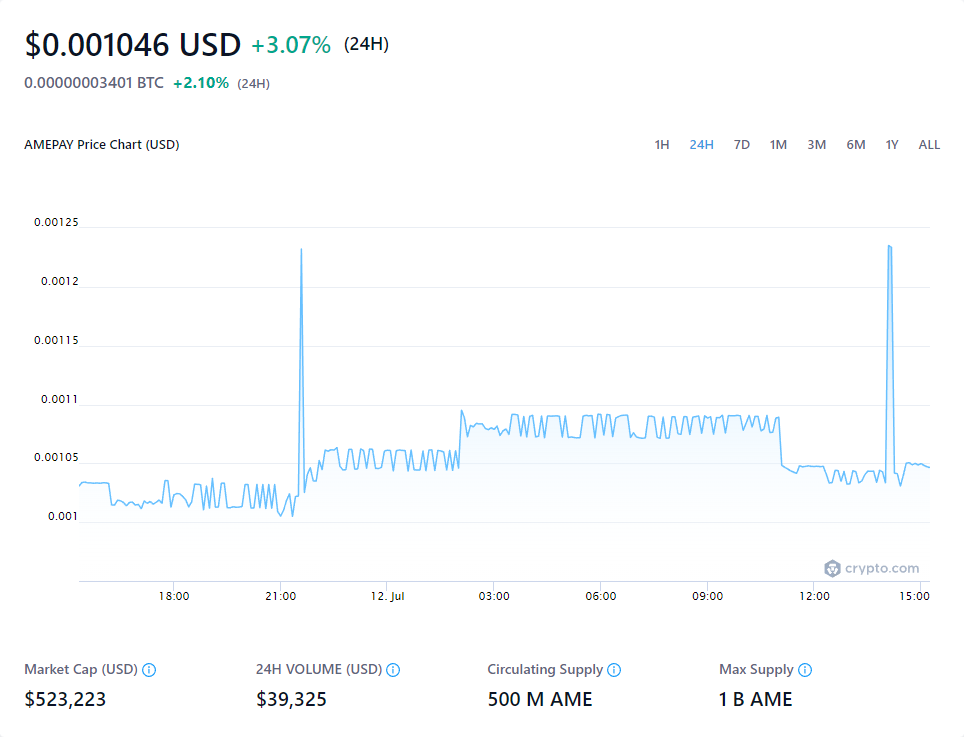 $0.001046 USD +3.07% (24H)
0.00000003401 BTC +2.10% (24H)
AMEPAY Price Chart (USD) 1H 24H 7D 1M 3M 6M 1Y ALL
0.00125
0.0012
0.00115
0.0011
0.00105
0.001
crypto.com
18:00 21:00 12. Jul 03:00 06:00 09:00 12:00 15:00
Market Cap (USD) 24H VOLUME (USD) Circulating Supply Max Supply
$523,223 $39,325 500 M AME 1 B AME